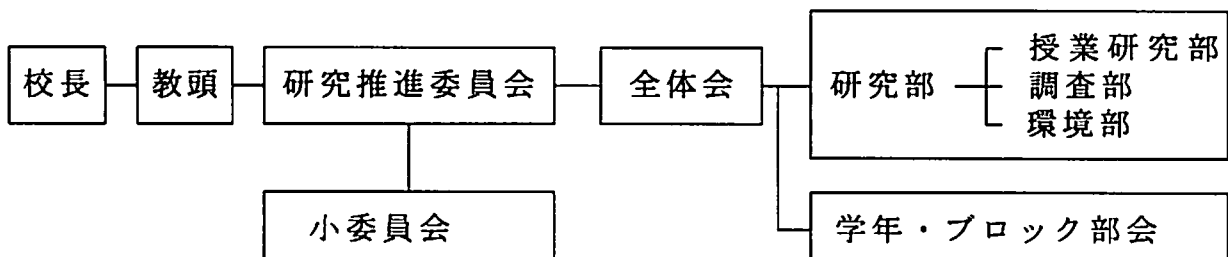 校長
教頭
研究推進委員会
全体会
研究部
授業研究部
調査部
環境部
小委員会
学年・ブロック部会